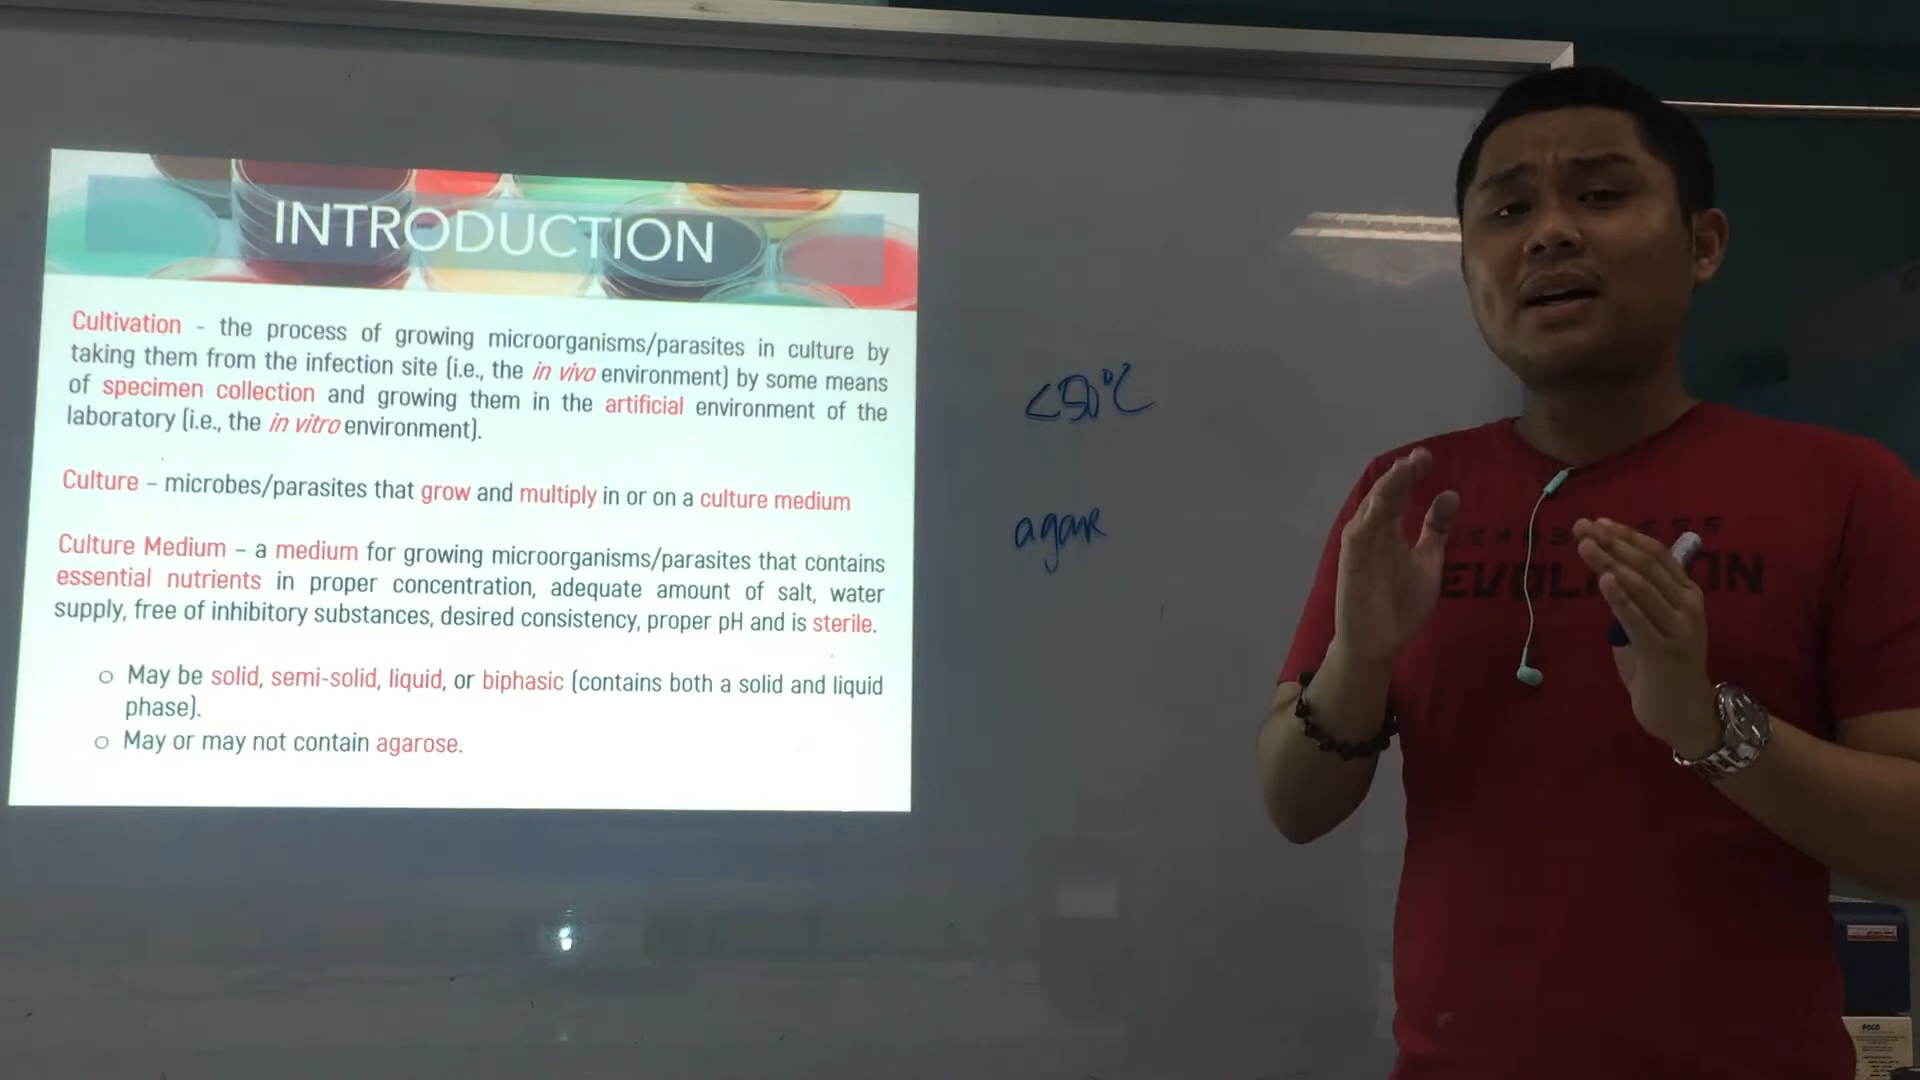 INTRODUCTION
Cultivation - the process of growing microorganisms/parasites in culture by
taking them from the infection site (i.e., the in vivo environment) by some means
of specimen collection and growing them in the artificial environment of the
laboratory (i.e., the in vitro environment).
Culture – microbes/parasites that grow and multiply in or on a culture medium
Culture Medium – a medium for growing microorganisms/parasites that contains
essential nutrients in proper concentration, adequate amount of salt, water
supply, free of inhibitory substances, desired consistency, proper pH and is sterile.
o May be solid, semi-solid, liquid, or biphasic (contains both a solid and liquid
phase).
o May or may not contain agarose.
<50°C
agar